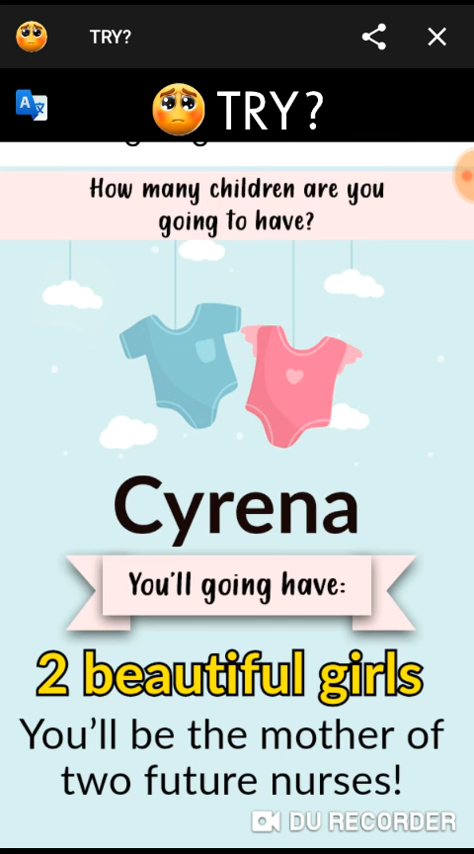 TRY?
TRY?
How many children are you
going to have?
Cyrena
You'll going have:
2 beautiful girls
You'll be the mother of
two future nurses!
DU RECORDER